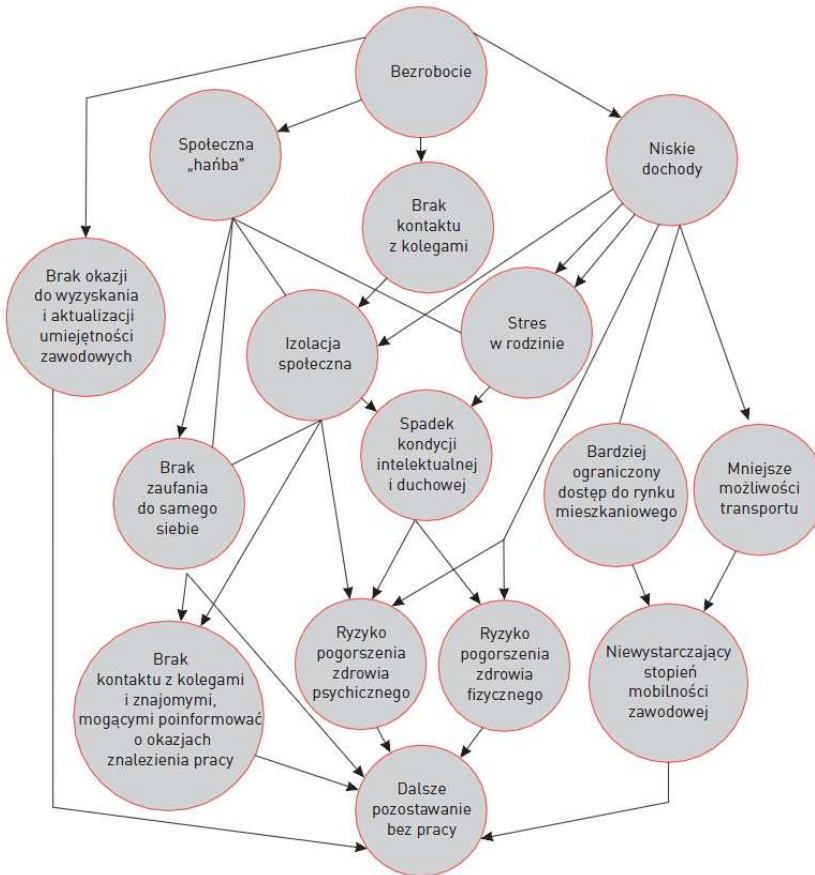 Bezrobocie
Społeczna
„hańba”
Niskie
dochody
Brak
kontaktu
z kolegami
Brak okazji
do wyzyskania
i aktualizacji
umiejętności
zawodowych
Izolacja
społeczna
Stres
w rodzinie
Spadek
kondycji
intelektualnej
i duchowej
Brak
zaufania
do samego
siebie
Bardziej
ograniczony
dostęp do rynku
mieszkaniowego
Mniejsze
możliwości
transportu
Brak
kontaktu z kolegami
i znajomymi,
mogącymi poinformować
o okazjach
znalezienia pracy
Ryzyko
pogorszenia
zdrowia
psychicznego
Ryzyko
pogorszenia
zdrowia
fizycznego
Niewystarczający
stopień
mobilności
zawodowej
Dalsze
pozostawanie
bez pracy